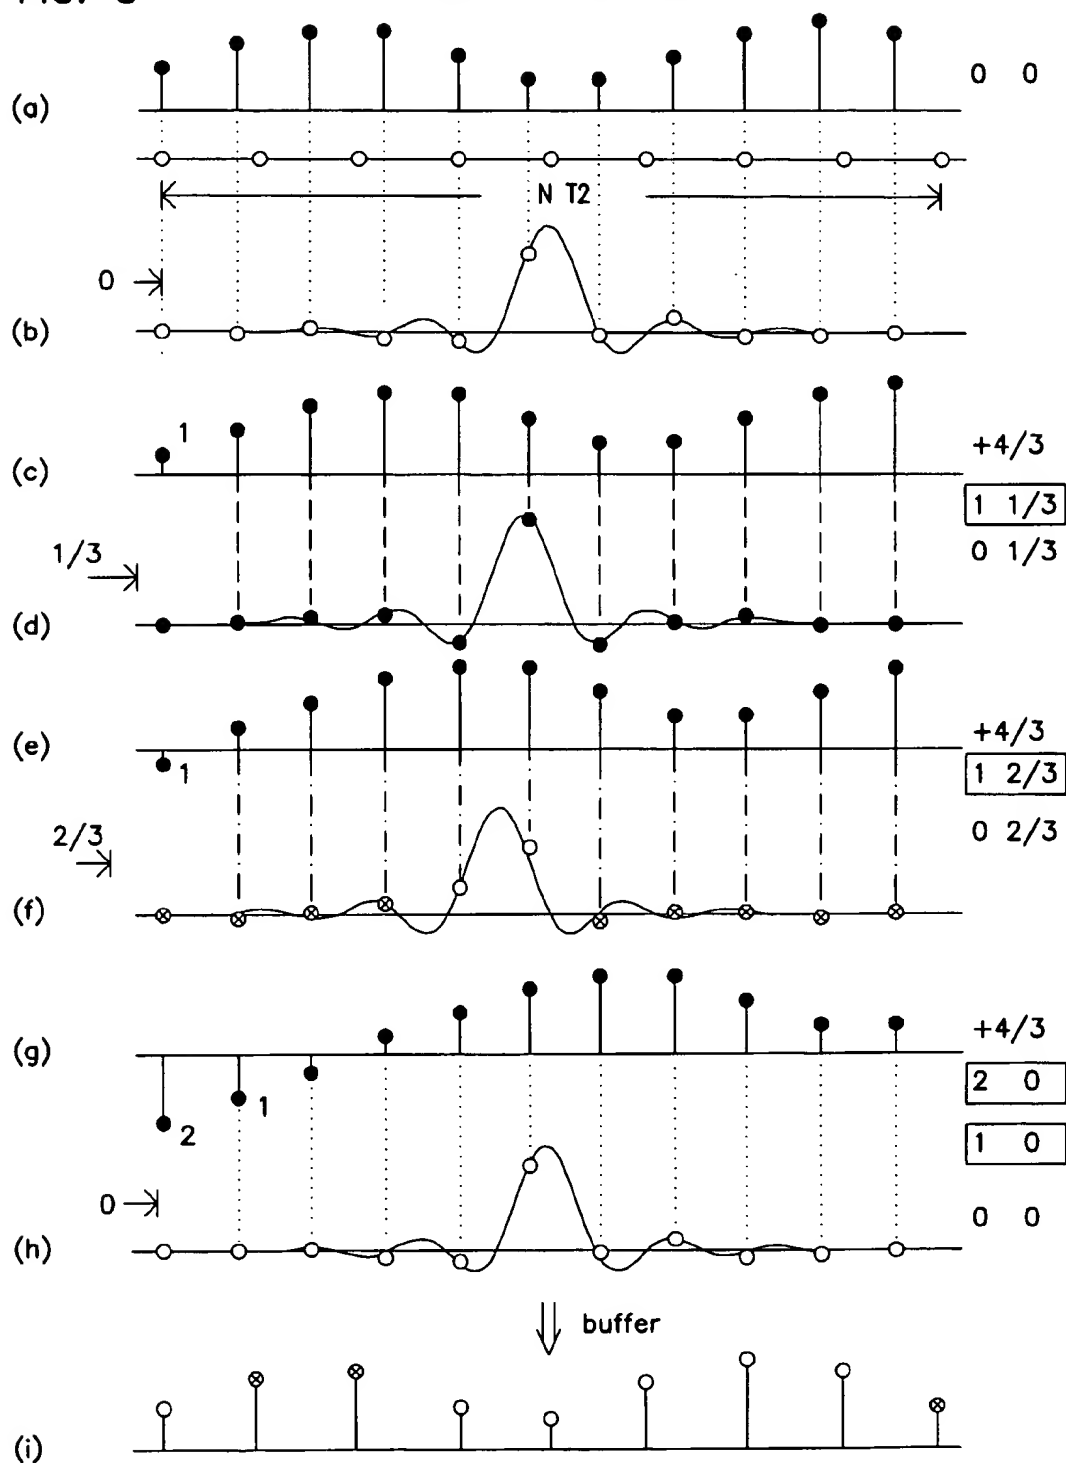 (a)
0 0
N T2
0
(b)
1
(c)
+4/3
1 1/3
0 1/3
1/3
(d)
(e)
1
+4/3
1 2/3
0 2/3
2/3
(f)
(g)
+4/3
2 0
1 0
0 0
1
2
0
(h)
buffer
(i)